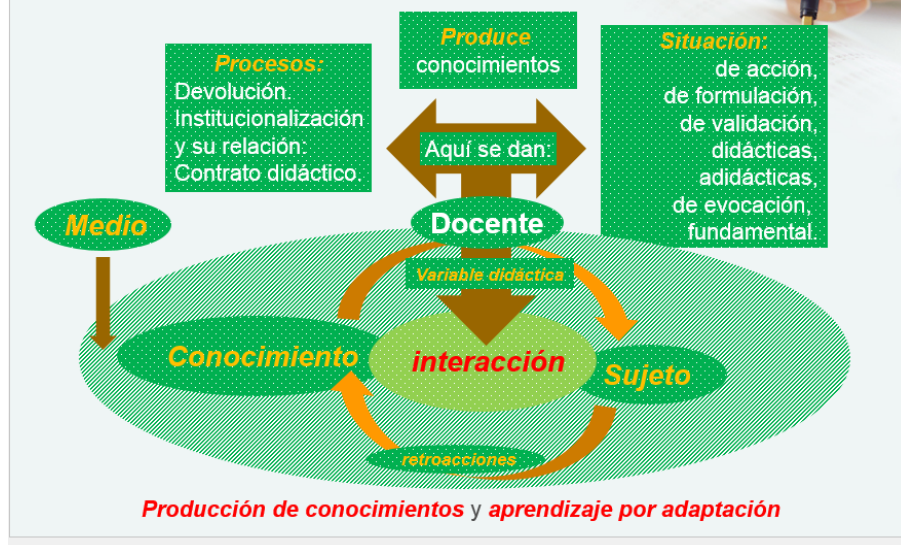 Procesos:
Devolución.
Institucionalización
y su relación:
Contrato didáctico.
Produce
conocimientos
Situación:
de acción,
de formulación,
de validación,
didácticas,
adidácticas,
de evocación,
fundamental.
Aquí se dan:
Medio
Docente
Variable didáctica
Conocimiento
interacción
Sujeto
retroacciones
Producción de conocimientos y aprendizaje por adaptación